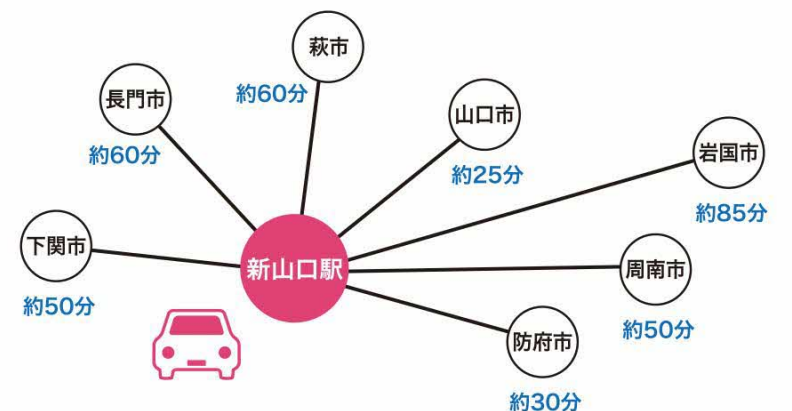 萩市
約60分
長門市
約60分
山口市
約25分
岩国市
約85分
下関市
約50分
新山口駅
周南市
約50分
防府市
約30分